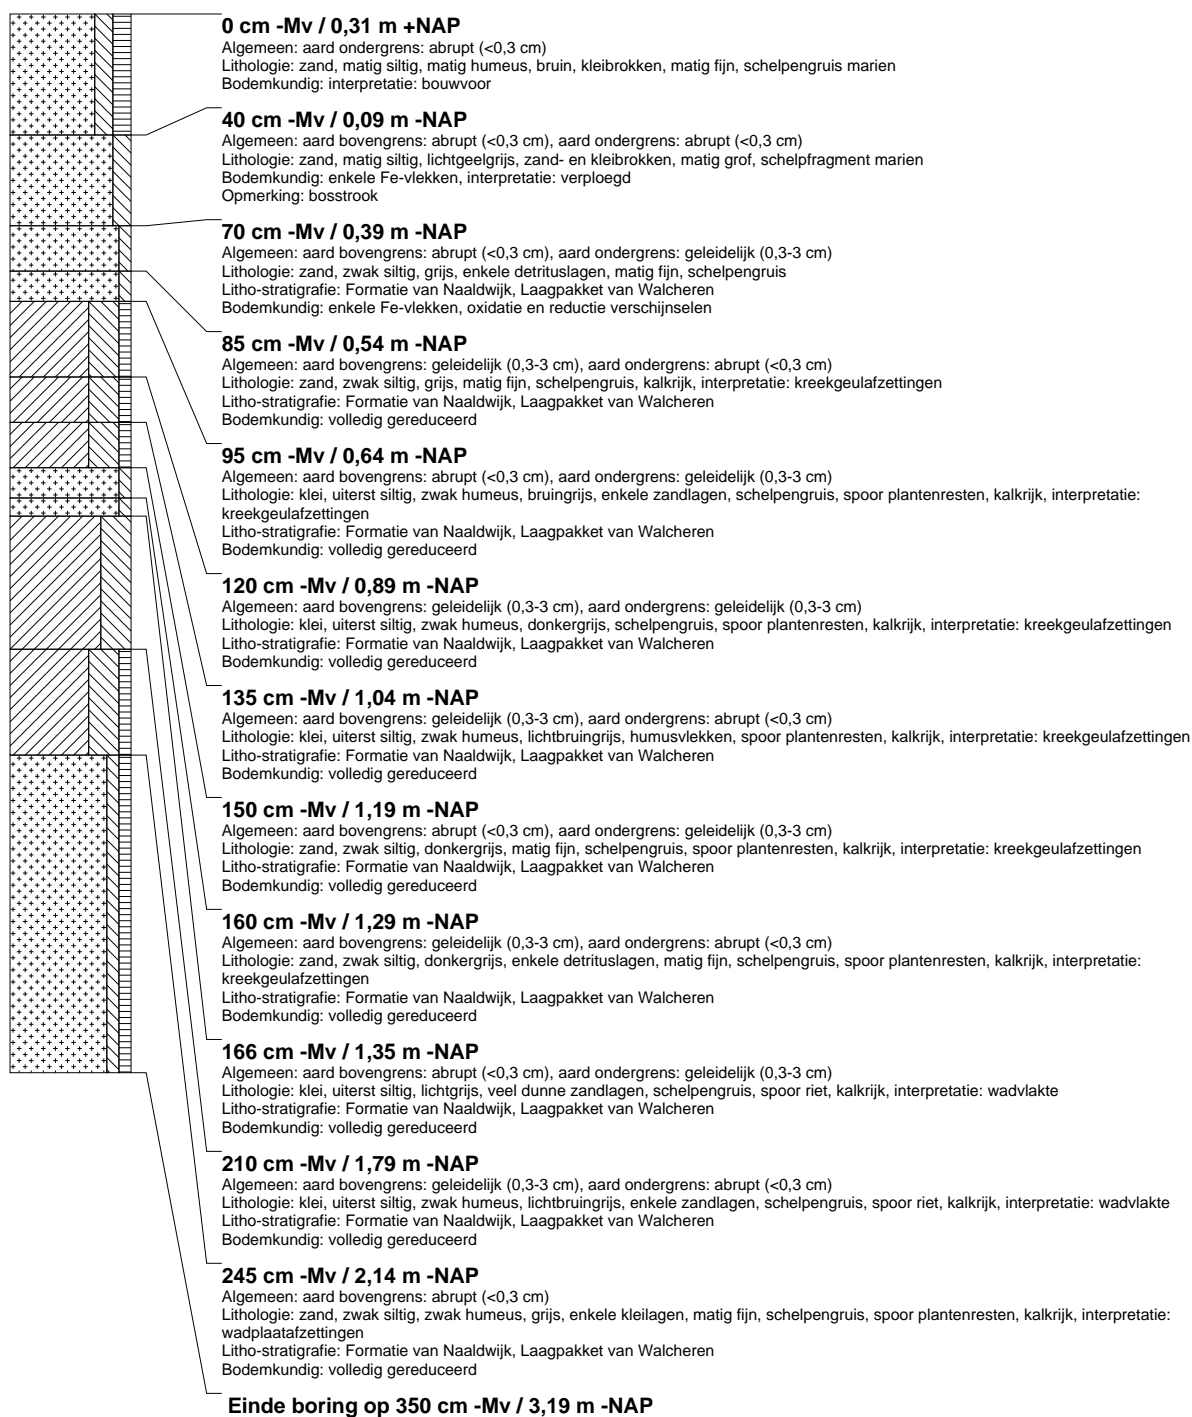 0 cm -Mv / 0,31 m +NAP
Algemeen: aard ondergrens: abrupt (<0,3 cm)
Lithologie: zand, matig siltig, matig humeus, bruin, kleibrokken, matig fijn, schelpengruis marien
Bodemkundig: interpretatie: bouwvoor
40 cm -Mv / 0,09 m -NAP
Algemeen: aard bovengrens: abrupt (<0,3 cm), aard ondergrens: abrupt (<0,3 cm)
Lithologie: zand, matig siltig, lichtgeelgrijs, zand- en kleibrokken, matig grof, schelpfragment marien
Bodemkundig: enkele Fe-vlekken, interpretatie: verploegd
Opmerking: bosstrook
70 cm -Mv / 0,39 m -NAP
Algemeen: aard bovengrens: abrupt (<0,3 cm), aard ondergrens: geleidelijk (0,3-3 cm)
Lithologie: zand, zwak siltig, grijs, enkele detrituslagen, matig fijn, schelpengruis
Litho-stratigrafie: Formatie van Naaldwijk, Laagpakket van Walcheren
Bodemkundig: enkele Fe-vlekken, oxidatie en reductie verschijnselen
85 cm -Mv / 0,54 m -NAP
Algemeen: aard bovengrens: geleidelijk (0,3-3 cm), aard ondergrens: abrupt (<0,3 cm)
Lithologie: zand, zwak siltig, grijs, matig fijn, schelpengruis, kalkrijk, interpretatie: kreekgeulafzettingen
Litho-stratigrafie: Formatie van Naaldwijk, Laagpakket van Walcheren
Bodemkundig: volledig gereduceerd
95 cm -Mv / 0,64 m -NAP
Algemeen: aard bovengrens: abrupt (<0,3 cm), aard ondergrens: geleidelijk (0,3-3 cm)
Lithologie: klei, uiterst siltig, zwak humeus, bruingrijs, enkele zandlagen, schelpengruis, spoor plantenresten, kalkrijk, interpretatie:
kreekgeulafzettingen
Litho-stratigrafie: Formatie van Naaldwijk, Laagpakket van Walcheren
Bodemkundig: volledig gereduceerd
120 cm -Mv / 0,89 m -NAP
Algemeen: aard bovengrens: geleidelijk (0,3-3 cm), aard ondergrens: geleidelijk (0,3-3 cm)
Lithologie: klei, uiterst siltig, zwak humeus, donkergrijs, schelpengruis, spoor plantenresten, kalkrijk, interpretatie: kreekgeulafzettingen
Litho-stratigrafie: Formatie van Naaldwijk, Laagpakket van Walcheren
Bodemkundig: volledig gereduceerd
135 cm -Mv / 1,04 m -NAP
Algemeen: aard bovengrens: geleidelijk (0,3-3 cm), aard ondergrens: abrupt (<0,3 cm)
Lithologie: klei, uiterst siltig, zwak humeus, lichtbruingrijs, humusvlekken, spoor plantenresten, kalkrijk, interpretatie: kreekgeulafzettingen
Litho-stratigrafie: Formatie van Naaldwijk, Laagpakket van Walcheren
Bodemkundig: volledig gereduceerd
150 cm -Mv / 1,19 m -NAP
Algemeen: aard bovengrens: abrupt (<0,3 cm), aard ondergrens: geleidelijk (0,3-3 cm)
Lithologie: zand, zwak siltig, donkergrijs, matig fijn, schelpengruis, spoor plantenresten, kalkrijk, interpretatie: kreekgeulafzettingen
Litho-stratigrafie: Formatie van Naaldwijk, Laagpakket van Walcheren
Bodemkundig: volledig gereduceerd
160 cm -Mv / 1,29 m -NAP
Algemeen: aard bovengrens: geleidelijk (0,3-3 cm), aard ondergrens: abrupt (<0,3 cm)
Lithologie: zand, zwak siltig, donkergrijs, enkele detrituslagen, matig fijn, schelpengruis, spoor plantenresten, kalkrijk, interpretatie:
kreekgeulafzettingen
Litho-stratigrafie: Formatie van Naaldwijk, Laagpakket van Walcheren
Bodemkundig: volledig gereduceerd
166 cm -Mv / 1,35 m -NAP
Algemeen: aard bovengrens: abrupt (<0,3 cm), aard ondergrens: geleidelijk (0,3-3 cm)
Lithologie: klei, uiterst siltig, lichtgrijs, veel dunne zandlagen, schelpengruis, spoor riet, kalkrijk, interpretatie: wadvlakte
Litho-stratigrafie: Formatie van Naaldwijk, Laagpakket van Walcheren
Bodemkundig: volledig gereduceerd
210 cm -Mv / 1,79 m -NAP
Algemeen: aard bovengrens: geleidelijk (0,3-3 cm), aard ondergrens: abrupt (<0,3 cm)
Lithologie: klei, uiterst siltig, zwak humeus, lichtbruingrijs, enkele zandlagen, schelpengruis, spoor riet, kalkrijk, interpretatie: wadvlakte
Litho-stratigrafie: Formatie van Naaldwijk, Laagpakket van Walcheren
Bodemkundig: volledig gereduceerd
245 cm -Mv / 2,14 m -NAP
Algemeen: aard bovengrens: abrupt (<0,3 cm)
Lithologie: zand, zwak siltig, zwak humeus, grijs, enkele kleilagen, matig fijn, schelpengruis, spoor plantenresten, kalkrijk, interpretatie:
wadplaatafzettingen
Litho-stratigrafie: Formatie van Naaldwijk, Laagpakket van Walcheren
Bodemkundig: volledig gereduceerd
Einde boring op 350 cm -Mv / 3,19 m -NAP